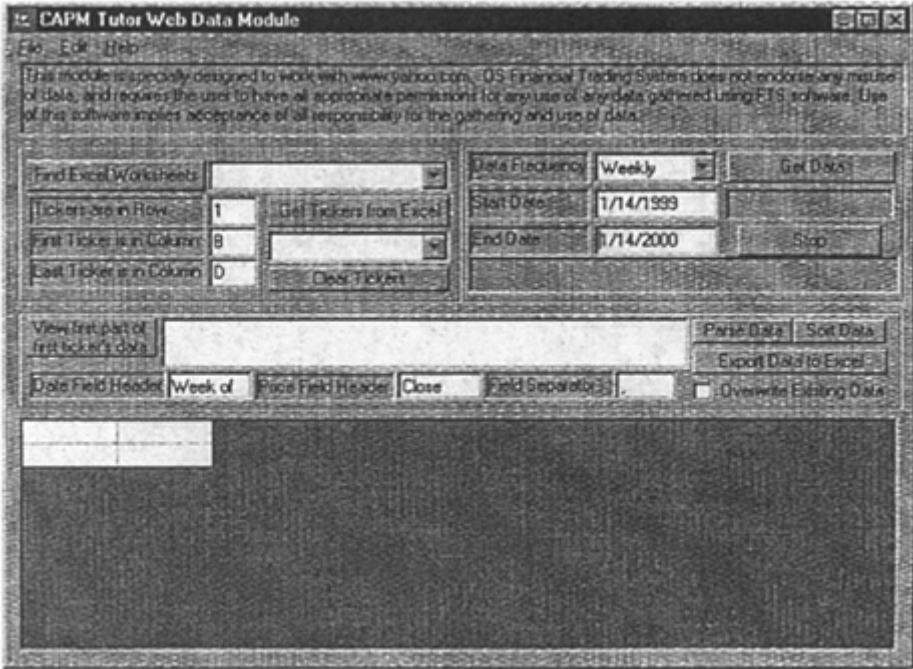 CAPM Tutor Web Data Module
File Edit Help
This module is specially designed to work with www.yahoo.com. OS Financial Trading System does not endorse any misuse
of data, and requires the user to have all appropriate permissions for any use of any data gathered using FTS software. Use
of this software implies acceptance of all responsibility for the gathering and use of data.
Find Excel Worksheets
Data Frequency Weekly Get Data
Tickers are in Row 1 Get Tickers from Excel
Start Date 1/14/1999
First Ticker is in Column B
End Date 1/14/2000 Stop
Last Ticker is in Column D Clear Tickers
View first part of
first ticker's data
Parse Data Sort Data
Export Data to Excel
Date Field Header Week of Price Field Header Close Field Separator : ,
Overwrite Existing Data